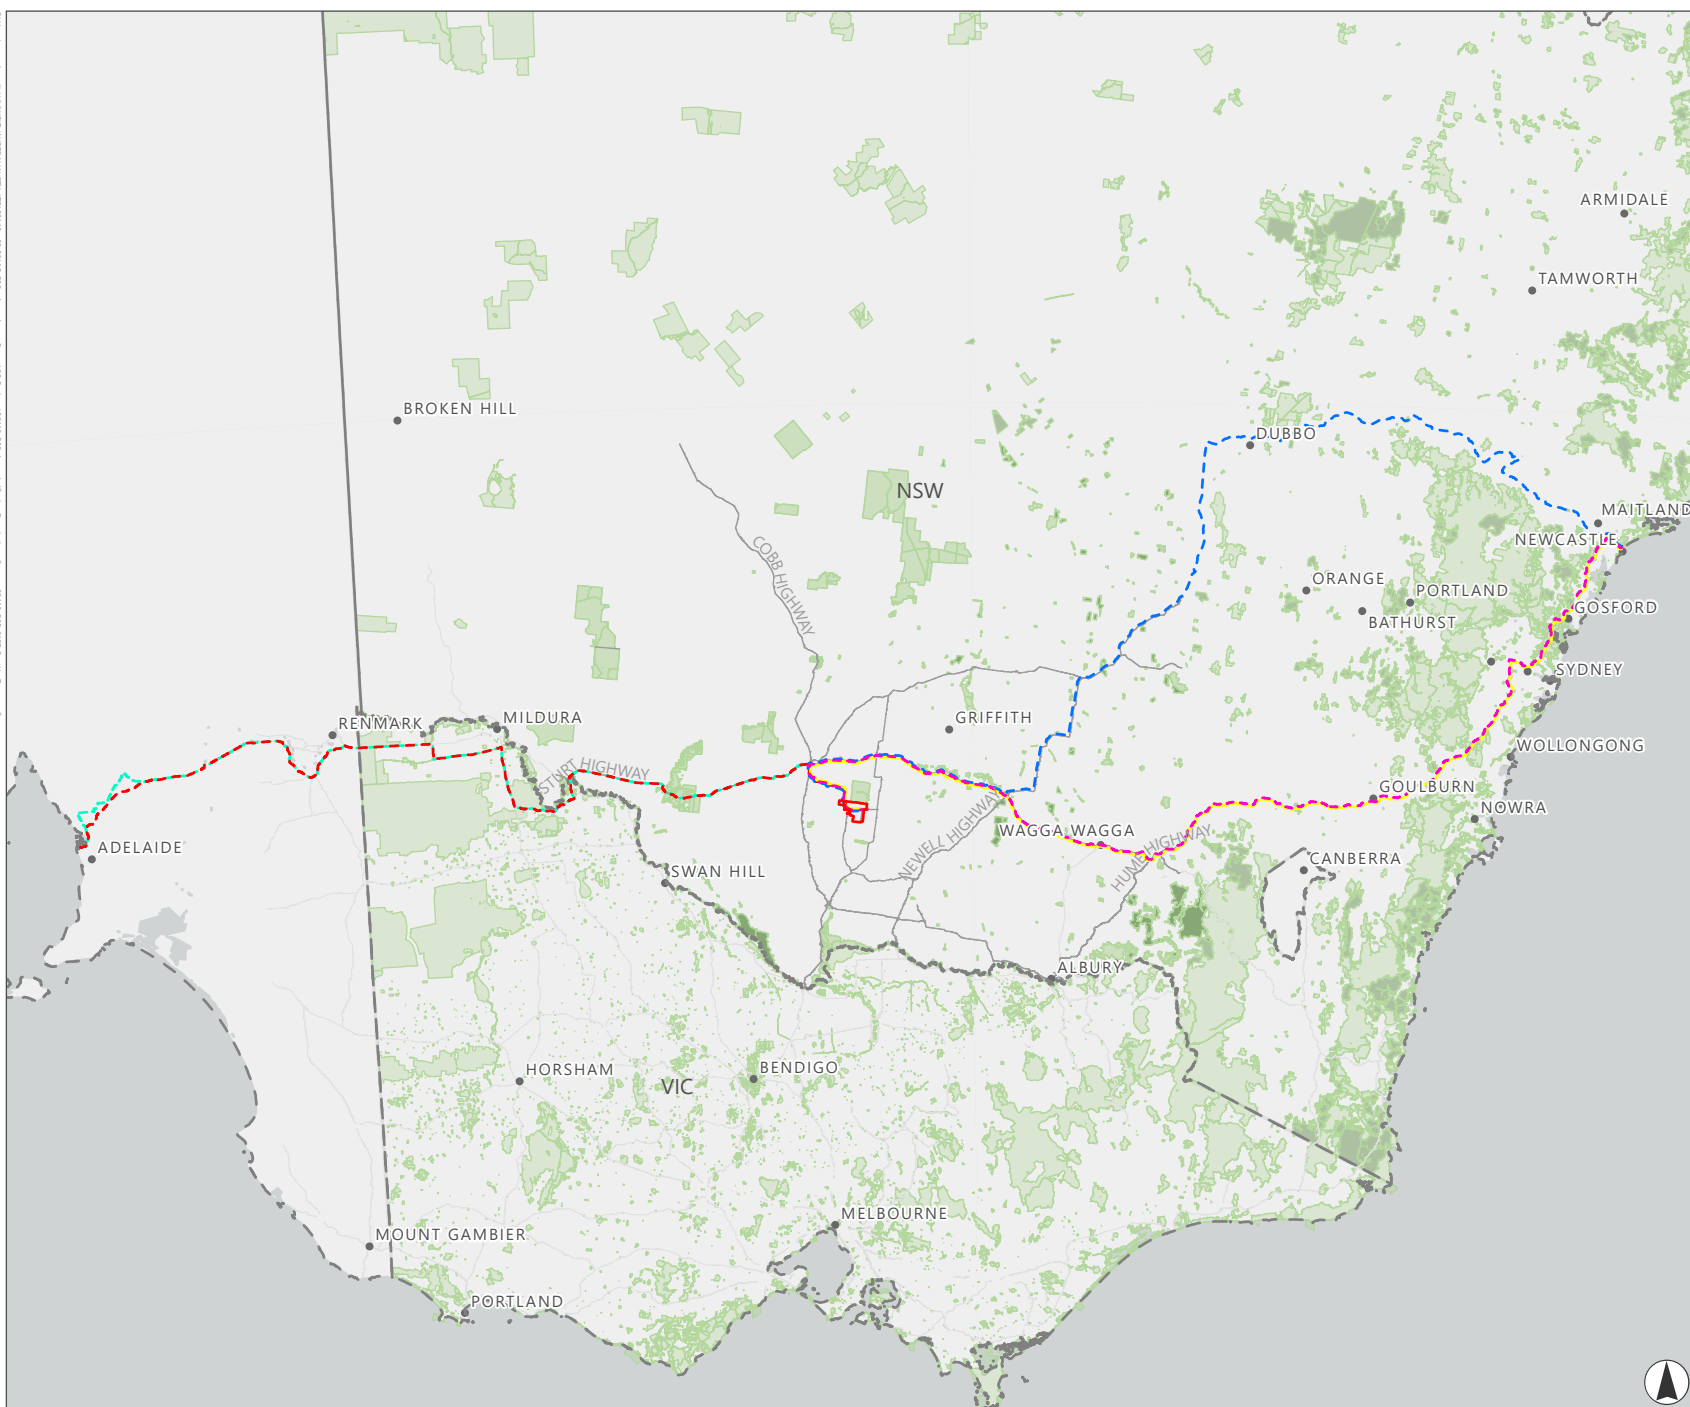 ARMIDALE
TAMWORTH
BROKEN HILL
DUBBO
NSW
MAITLAND
NEWCASTLE
COBB HIGHWAY
ORANGE
PORTLAND
GOSFORD
BATHURST
SYDNEY
RENMARK
MILDURA
GRIFFITH
WOLLONGONG
STURT HIGHWAY
GOULBURN
NOWRA
NEWELL HIGHWAY
WAGGA WAGGA
HUME HIGHWAY
ADELAIDE
CANBERRA
SWAN HILL
ALBURY
HORSHAM
VIC
BENDIGO
MELBOURNE
MOUNT GAMBIER
PORTLAND